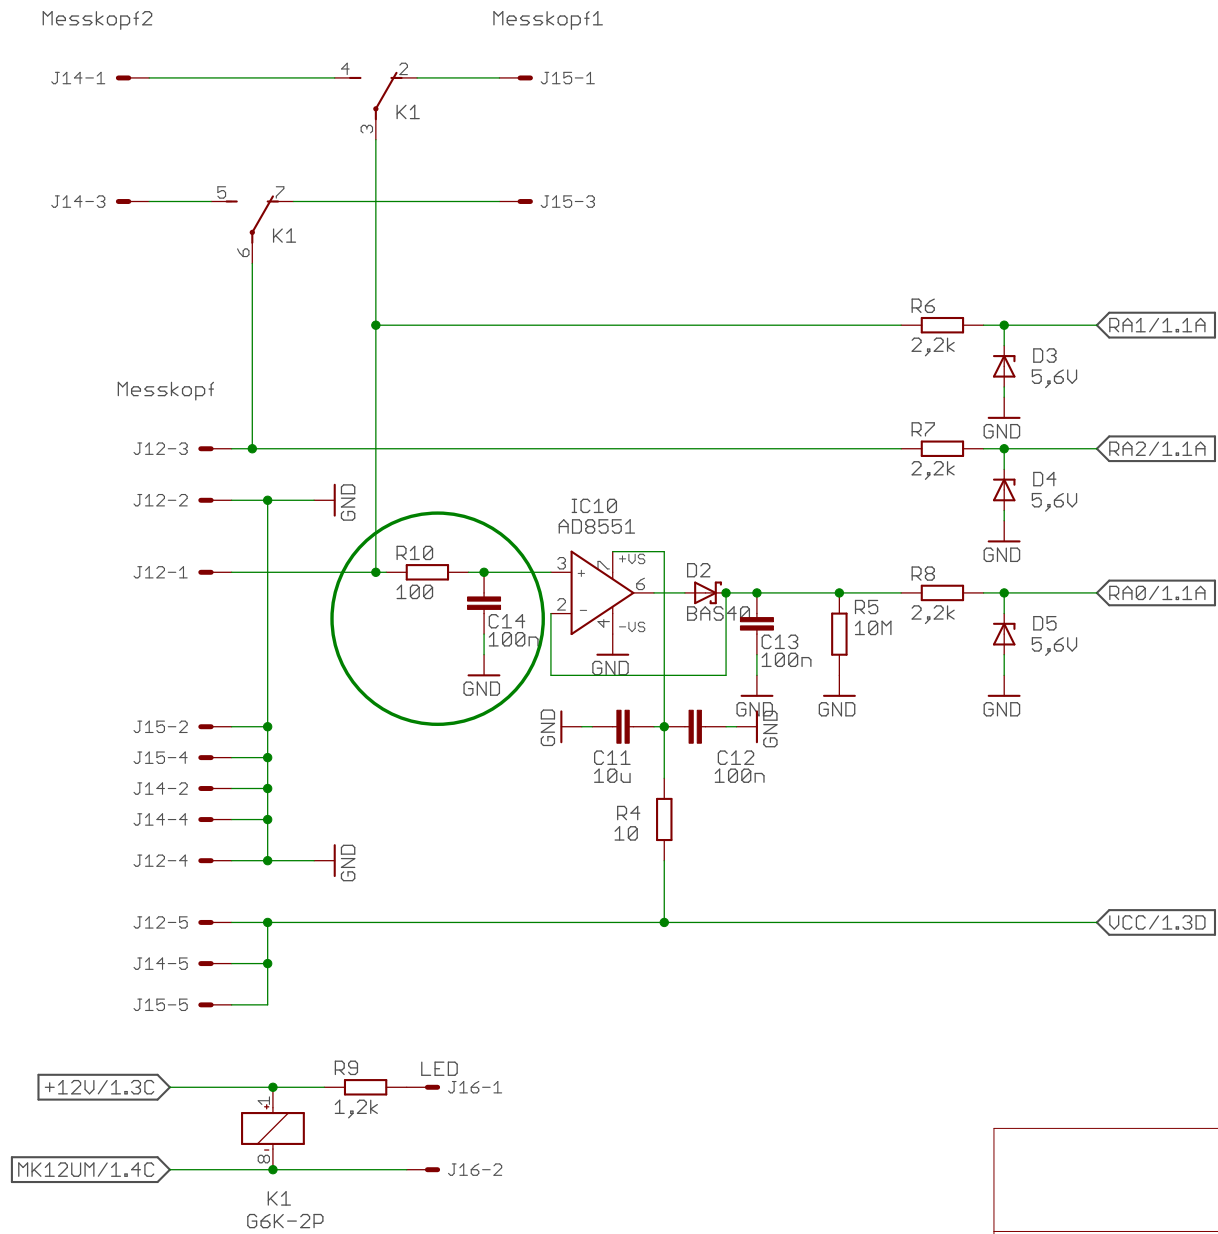 Messkopf2
Messkopf1
J14-1
4
2
J15-1
K1
3
J14-3
5
7
J15-3
K1
6
R6
2,2k
RA1/1.1A
D3
5,6V
GND
Messkopf
J12-3
R7
2,2k
RA2/1.1A
D4
5,6V
GND
J12-2
GND
IC10
AD8551
J12-1
R10
100
C14
100n
GND
3
+
2
-
7
+VS
6
4
-VS
GND
D2
BAS40
C13
100n
GND
R5
10M
GND
R8
2,2k
RA0/1.1A
D5
5,6V
GND
J15-2
J15-4
J14-2
J14-4
J12-4
GND
GND
C11
10u
C12
100n
GND
R4
10
J12-5
VCC/1.3D
J14-5
J15-5
+12V/1.3C
R9
1,2k
LED
J16-1
1
+
8
-
MK12UM/1.4C
J16-2
K1
G6K-2P